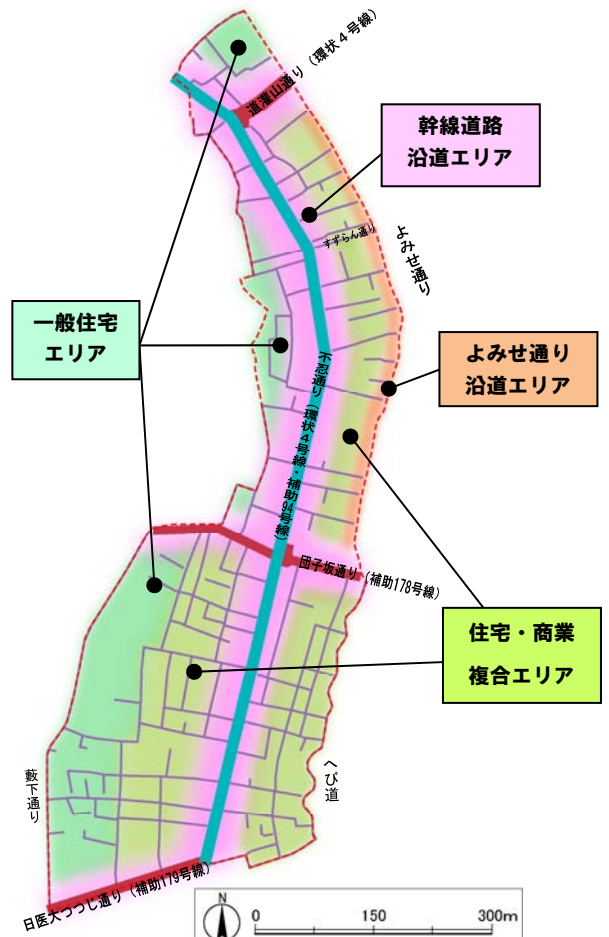 道灌山通り（環状4号線）
幹線道路
沿道エリア
すずらん通り
よみせ通り
一般住宅
エリア
よみせ通り
沿道エリア
不忍通り（環状4号線・補助94号線）
団子坂通り（補助178号線）
住宅・商業
複合エリア
藪下通り
へび道
日医大つつじ通り（補助179号線）
N
0 150 300m